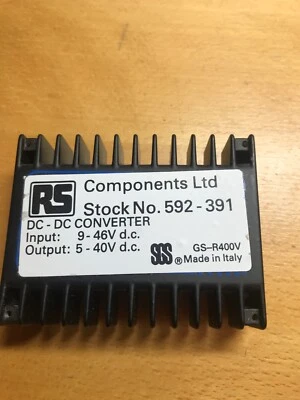 RS Components Ltd
Stock No. 592-391
DC-DC CONVERTER
Input: 9-46V d.c.
Output: 5-40V d.c.
GS-R400V
SGS ® Made in Italy